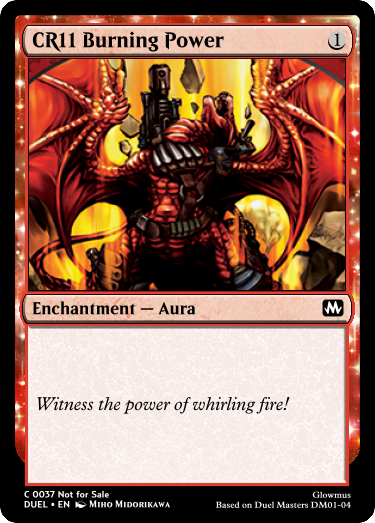 CR11 Burning Power 1
Enchantment — Aura
Witness the power of whirling fire!
C 0037 Not for Sale Glowmus
DUEL • EN Miho Midorikawa Based on Duel Masters DM01-04